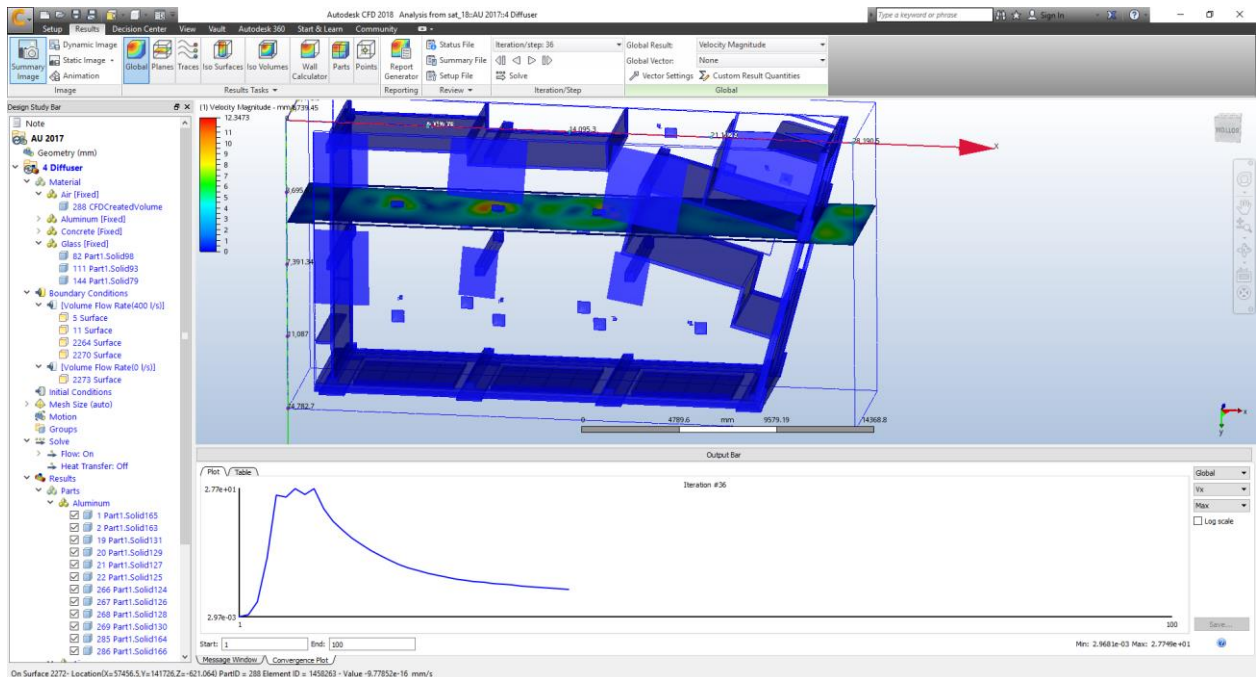 Autodesk CFD 2018 Analysis from sat_18::AU 2017::4 Diffuser
Type a keyword or phrase
Sign In
Setup Results Decision Center View Vault Autodesk 360 Start & Learn Community
Summary Image
Dynamic Image
Static Image
Animation
Global Planes Traces Iso Surfaces Iso Volumes Wall Calculator Parts Points
Report Generator
Status File
Summary File
Setup File
Iteration/step: 36
Solve
Global Result: Velocity Magnitude
Global Vector: None
Vector Settings Custom Result Quantities
Image Results Tasks Reporting Review Iteration/Step Global
Design Study Bar
Note
AU 2017
Geometry (mm)
4 Diffuser
Material
Air [Fixed]
288 CFDCreatedVolume
Aluminum [Fixed]
Concrete [Fixed]
Glass [Fixed]
82 Part1.Solid98
111 Part1.Solid93
144 Part1.Solid79
Boundary Conditions
[Volume Flow Rate(400 l/s)]
5 Surface
11 Surface
2264 Surface
2270 Surface
[Volume Flow Rate(0 l/s)]
2273 Surface
Initial Conditions
Mesh Size (auto)
Motion
Groups
Solve
Flow: On
Heat Transfer: Off
Results
Parts
Aluminum
1 Part1.Solid165
2 Part1.Solid163
19 Part1.Solid131
20 Part1.Solid129
21 Part1.Solid127
22 Part1.Solid125
266 Part1.Solid124
267 Part1.Solid126
268 Part1.Solid128
269 Part1.Solid130
285 Part1.Solid164
286 Part1.Solid166
(1) Velocity Magnitude - mm
12.3473
11
10
9
8
7
6
5
4
3
2
1
0
14,095.3
28,190.5
X
7,391.34
11,087
0 4789.6 mm 9579.19 14368.8
x
y
Output Bar
Plot Table
Iteration #36
2.77e+01
2.97e-03
1
100
Global
Vx
Max
Log scale
Save...
Start: 1 End: 100
Min: 2.9681e-03 Max: 2.7749e+01
Message Window Convergence Plot
On Surface 2272- Location(X=57456.5,Y=141726,Z=-621.064) PartID = 288 Element ID = 1458263 - Value -9.77852e-16 mm/s